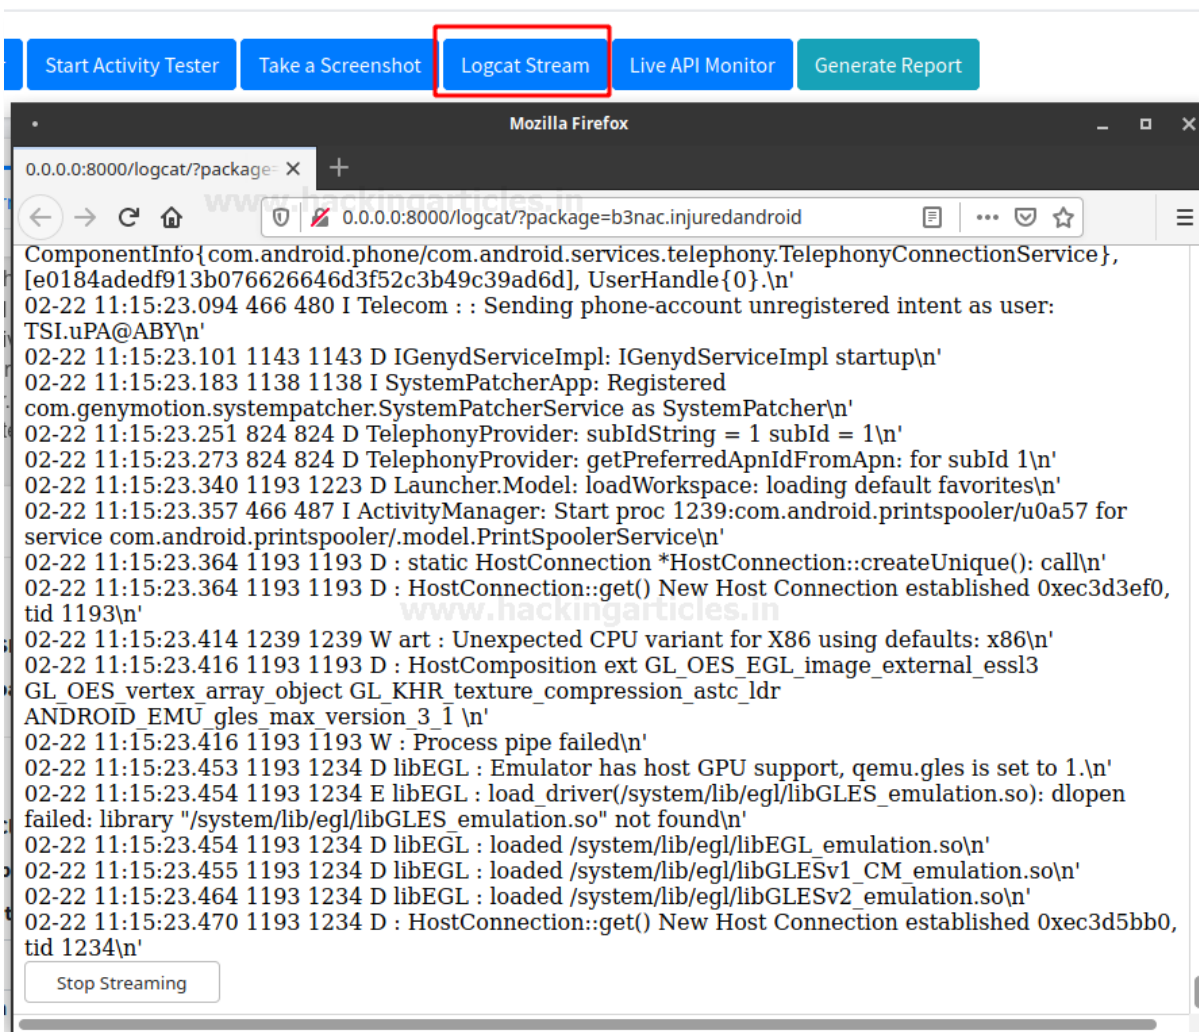 Start Activity Tester
Take a Screenshot
Logcat Stream
Live API Monitor
Generate Report
Mozilla Firefox
0.0.0.0:8000/logcat/?package=
www.hackingarticles.in
0.0.0.0:8000/logcat/?package=b3nac.injuredandroid
ComponentInfo{com.android.phone/com.android.services.telephony.TelephonyConnectionService},
[e0184adedf913b076626646d3f52c3b49c39ad6d], UserHandle{0}.\n'
02-22 11:15:23.094 466 480 I Telecom : : Sending phone-account unregistered intent as user:
TSI.uPA@ABY\n'
02-22 11:15:23.101 1143 1143 D IGenydServiceImpl: IGenydServiceImpl startup\n'
02-22 11:15:23.183 1138 1138 I SystemPatcherApp: Registered
com.genymotion.systempatcher.SystemPatcherService as SystemPatcher\n'
02-22 11:15:23.251 824 824 D TelephonyProvider: subIdString = 1 subId = 1\n'
02-22 11:15:23.273 824 824 D TelephonyProvider: getPreferredApnIdFromApn: for subId 1\n'
02-22 11:15:23.340 1193 1223 D Launcher.Model: loadWorkspace: loading default favorites\n'
02-22 11:15:23.357 466 487 I ActivityManager: Start proc 1239:com.android.printspooler/u0a57 for
service com.android.printspooler/.model.PrintSpoolerService\n'
02-22 11:15:23.364 1193 1193 D : static HostConnection *HostConnection::createUnique(): call\n'
02-22 11:15:23.364 1193 1193 D : HostConnection::get() New Host Connection established 0xec3d3ef0,
tid 1193\n'
www.hackingarticles.in
02-22 11:15:23.414 1239 1239 W art : Unexpected CPU variant for X86 using defaults: x86\n'
02-22 11:15:23.416 1193 1193 D : HostComposition ext GL_OES_EGL_image_external_essl3
GL_OES_vertex_array_object GL_KHR_texture_compression_astc_ldr
ANDROID_EMU_gles_max_version_3_1 \n'
02-22 11:15:23.416 1193 1193 W : Process pipe failed\n'
02-22 11:15:23.453 1193 1234 D libEGL : Emulator has host GPU support, qemu.gles is set to 1.\n'
02-22 11:15:23.454 1193 1234 E libEGL : load_driver(/system/lib/egl/libGLES_emulation.so): dlopen
failed: library "/system/lib/egl/libGLES_emulation.so" not found\n'
02-22 11:15:23.454 1193 1234 D libEGL : loaded /system/lib/egl/libEGL_emulation.so\n'
02-22 11:15:23.455 1193 1234 D libEGL : loaded /system/lib/egl/libGLESv1_CM_emulation.so\n'
02-22 11:15:23.464 1193 1234 D libEGL : loaded /system/lib/egl/libGLESv2_emulation.so\n'
02-22 11:15:23.470 1193 1234 D : HostConnection::get() New Host Connection established 0xec3d5bb0,
tid 1234\n'
Stop Streaming